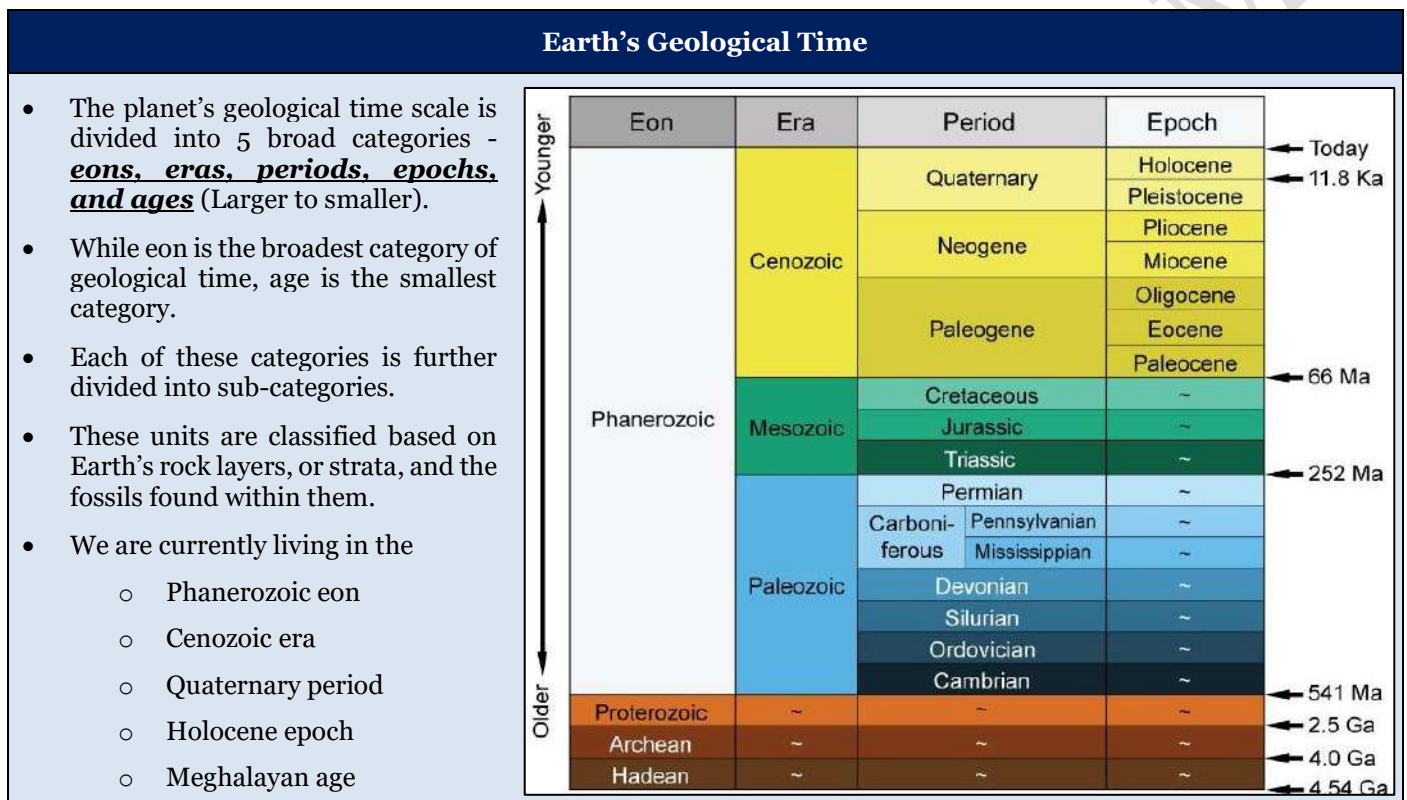 Earth's Geological Time
• The planet's geological time scale is
divided into 5 broad categories -
eons, eras, periods, epochs,
and ages (Larger to smaller).
• While eon is the broadest category of
geological time, age is the smallest
category.
• Each of these categories is further
divided into sub-categories.
• These units are classified based on
Earth's rock layers, or strata, and the
fossils found within them.
• We are currently living in the
o Phanerozoic eon
o Cenozoic era
o Quaternary period
o Holocene epoch
o Meghalayan age
Younger
Older
Eon Era Period Epoch
Today
Phanerozoic
Cenozoic
Quaternary
Holocene
11.8 Ka
Pleistocene
Neogene
Pliocene
Miocene
Paleogene
Oligocene
Eocene
Paleocene
66 Ma
Mesozoic
Cretaceous ~
Jurassic ~
Triassic ~
252 Ma
Paleozoic
Permian ~
Carboni-
ferous
Pennsylvanian ~
Mississippian ~
Devonian ~
Silurian ~
Ordovician ~
Cambrian ~
541 Ma
Proterozoic ~ ~ ~
2.5 Ga
Archean ~ ~ ~
4.0 Ga
Hadean ~ ~ ~
4.54 Ga